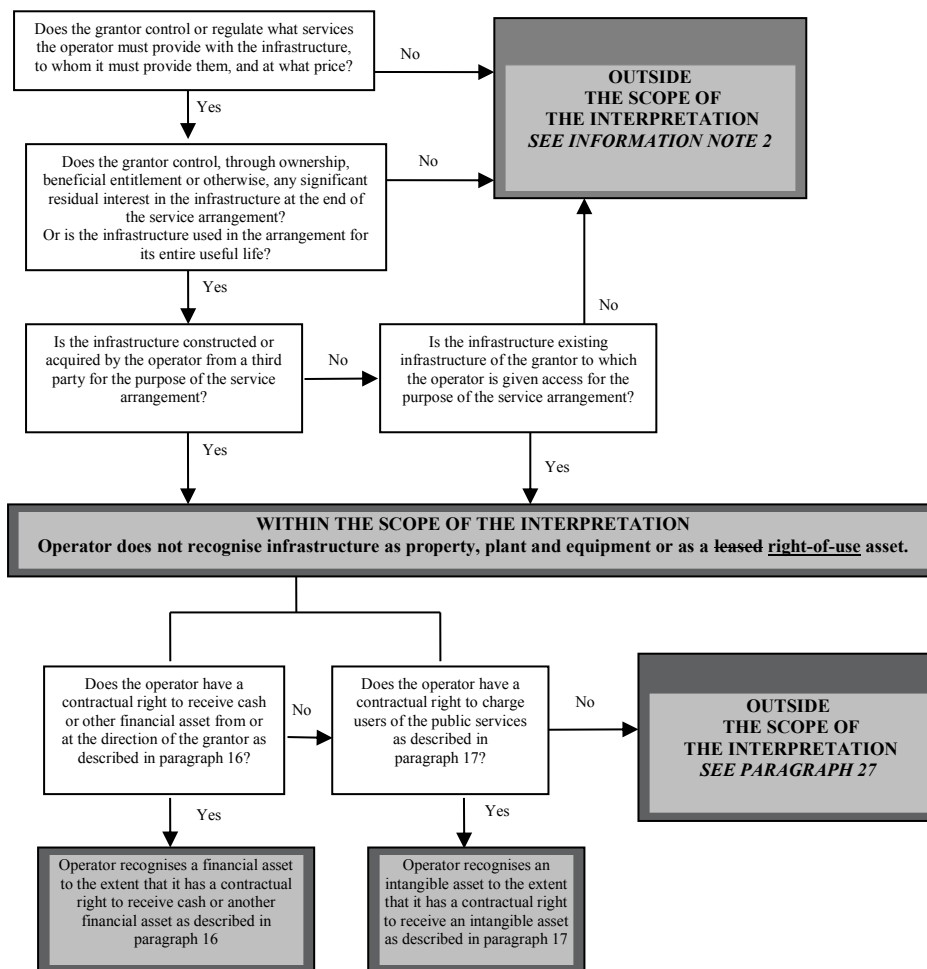 Does the grantor control or regulate what services
the operator must provide with the infrastructure,
to whom it must provide them, and at what price?
No
OUTSIDE
THE SCOPE OF
THE INTERPRETATION
SEE INFORMATION NOTE 2
Yes
Does the grantor control, through ownership,
beneficial entitlement or otherwise, any significant
residual interest in the infrastructure at the end of
the service arrangement?
Or is the infrastructure used in the arrangement for
its entire useful life?
No
Yes
No
Is the infrastructure constructed or
acquired by the operator from a third
party for the purpose of the service
arrangement?
No
Is the infrastructure existing
infrastructure of the grantor to which
the operator is given access for the
purpose of the service arrangement?
Yes
Yes
WITHIN THE SCOPE OF THE INTERPRETATION
Operator does not recognise infrastructure as property, plant and equipment or as a leased right-of-use asset.
Does the operator have a
contractual right to receive cash
or other financial asset from or
at the direction of the grantor as
described in paragraph 16?
No
Does the operator have a
contractual right to charge
users of the public services
as described in
paragraph 17?
No
OUTSIDE
THE SCOPE OF
THE INTERPRETATION
SEE PARAGRAPH 27
Yes
Yes
Operator recognises a financial asset
to the extent that it has a contractual
right to receive cash or another
financial asset as described in
paragraph 16
Operator recognises an
intangible asset to the extent
that it has a contractual right
to receive an intangible asset
as described in paragraph 17